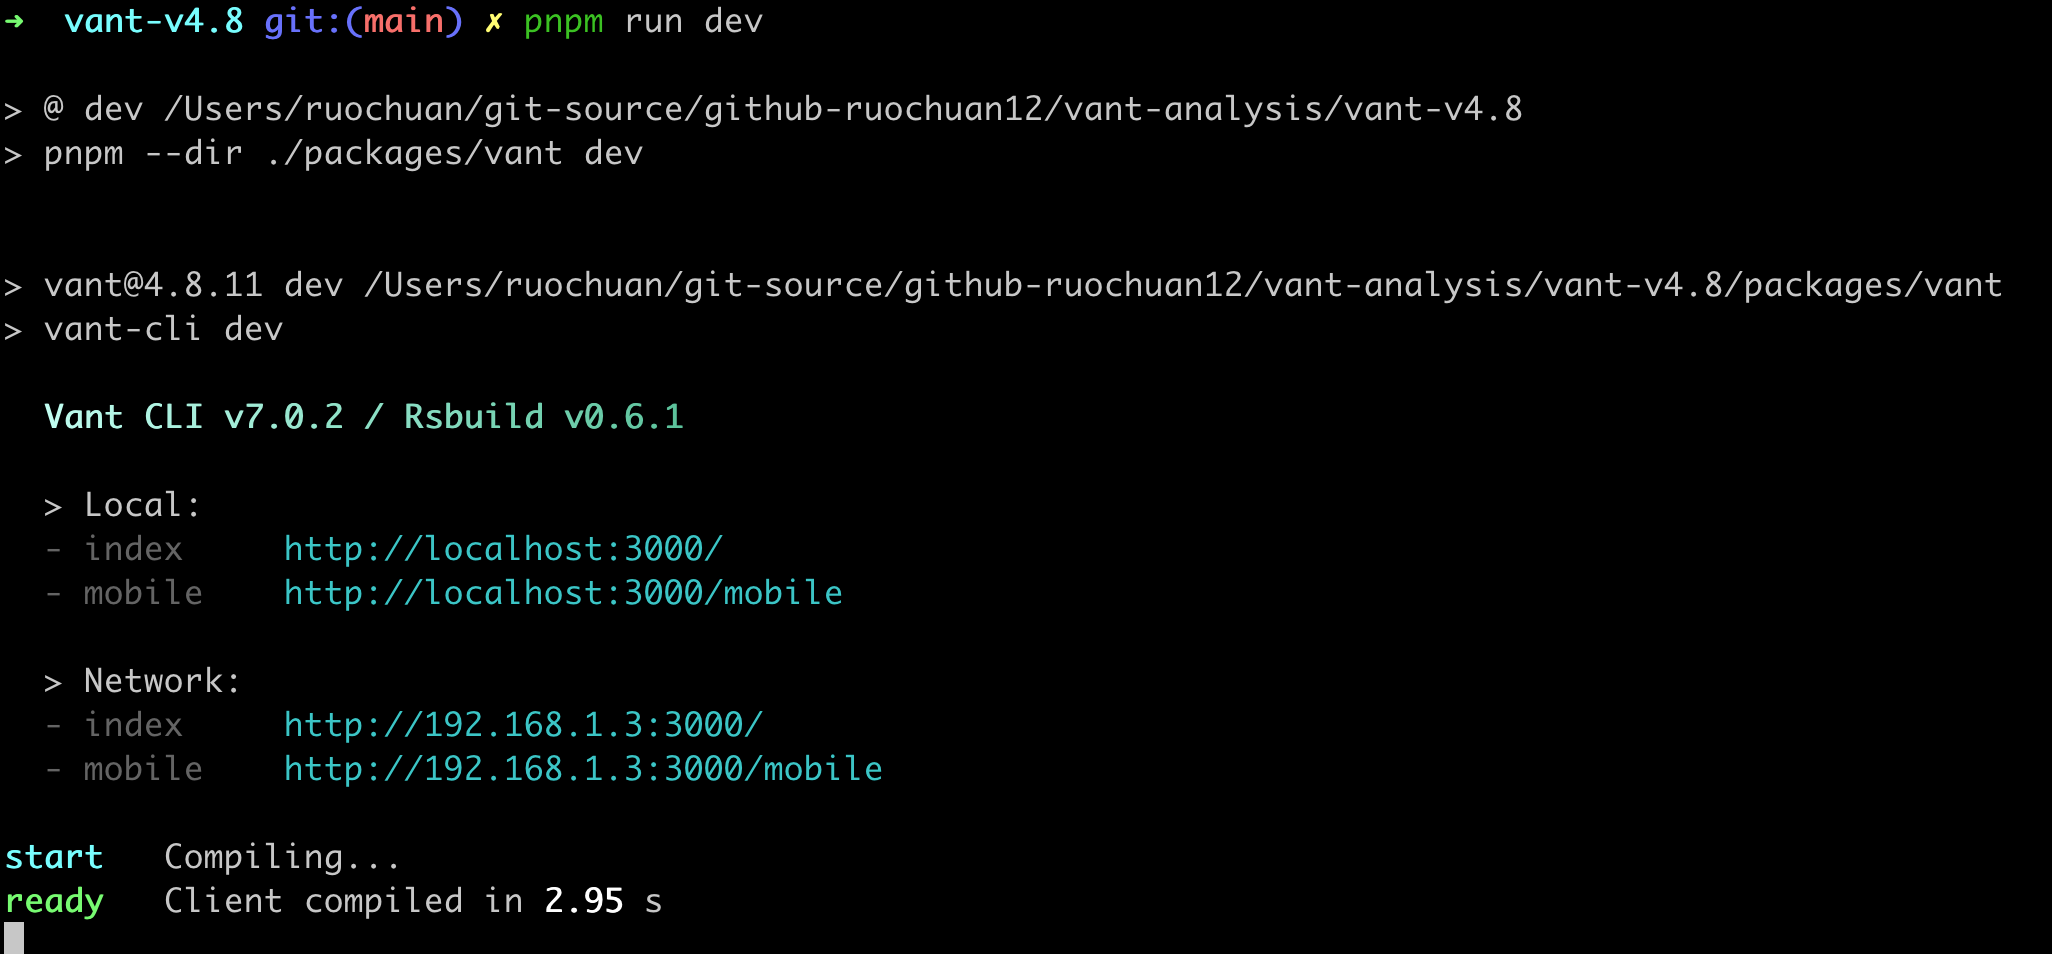 ➜  vant-v4.8 git:(main) ✗ pnpm run dev
> @ dev /Users/ruochuan/git-source/github-ruochuan12/vant-analysis/vant-v4.8
> pnpm --dir ./packages/vant dev
> vant@4.8.11 dev /Users/ruochuan/git-source/github-ruochuan12/vant-analysis/vant-v4.8/packages/vant
> vant-cli dev
Vant CLI v7.0.2 / Rsbuild v0.6.1
> Local:
- index    http://localhost:3000/
- mobile    http://localhost:3000/mobile
> Network:
- index    http://192.168.1.3:3000/
- mobile    http://192.168.1.3:3000/mobile
start   Compiling...
ready   Client compiled in 2.95 s